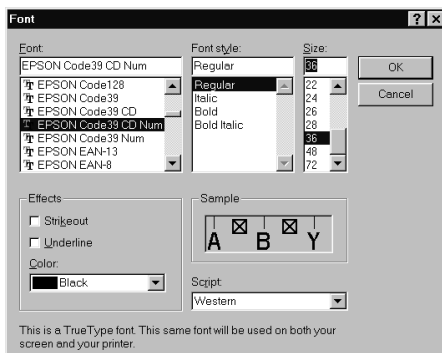 Font
Font:
EPSON Code39 CD Num
EPSON Code128
EPSON Code39
EPSON Code39 CD
EPSON Code39 CD Num
EPSON Code39 Num
EPSON EAN-13
EPSON EAN-8
Font style:
Regular
Regular
Italic
Bold
Bold Italic
Size:
36
22
24
26
28
36
48
72
OK
Cancel
Effects
Strikeout
Underline
Color:
Black
Sample
A B Y
Script:
Western
This is a TrueType font. This same font will be used on both your
screen and your printer.